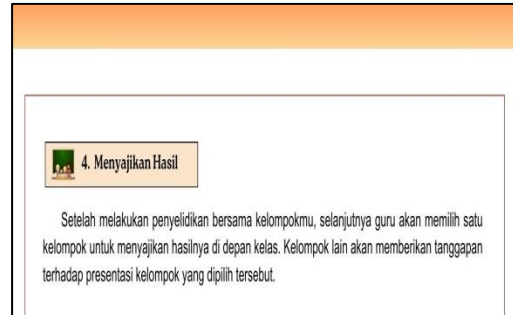 4. Menyajikan Hasil
Setelah melakukan penyelidikan bersama kelompokmu, selanjutnya guru akan memilih satu
kelompok untuk menyajikan hasilnya di depan kelas. Kelompok lain akan memberikan tanggapan
terhadap presentasi kelompok yang dipilih tersebut.